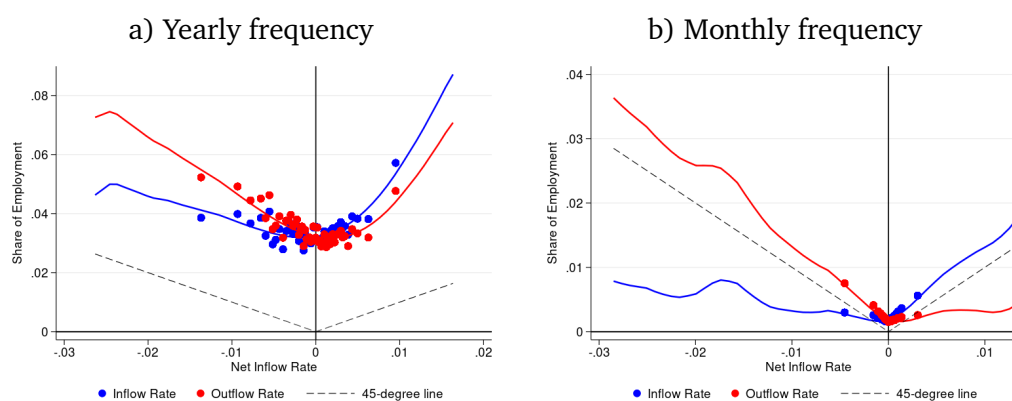 a) Yearly frequency
Share of Employment
.08
.06
.04
.02
0
-.03 -.02 -.01 0 .01 .02
Net Inflow Rate
Inflow Rate Outflow Rate 45-degree line
b) Monthly frequency
Share of Employment
.04
.03
.02
.01
0
-.03 -.02 -.01 0 .01
Net Inflow Rate
Inflow Rate Outflow Rate 45-degree line